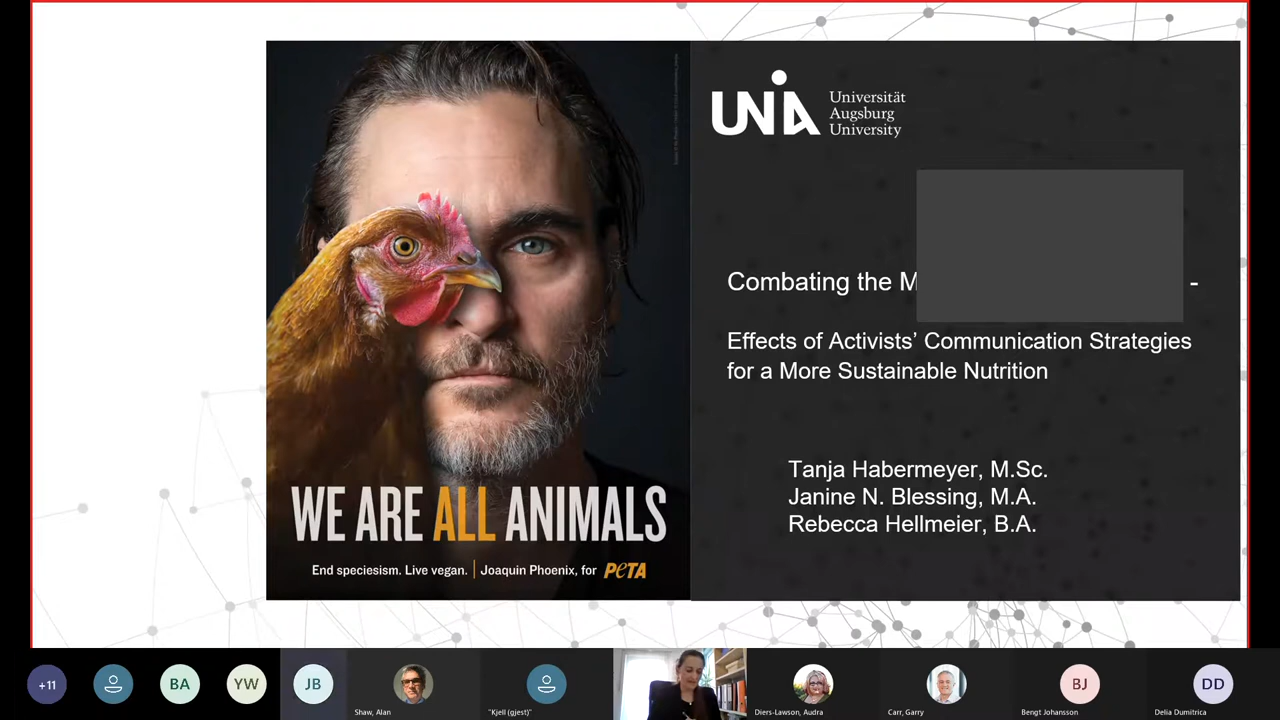 UNIA Universität
Augsburg
University
Combating the M
-
Effects of Activists’ Communication Strategies
for a More Sustainable Nutrition
Tanja Habermeyer, M.Sc.
Janine N. Blessing, M.A.
Rebecca Hellmeier, B.A.
WE ARE ALL ANIMALS
End speciesism. Live vegan. | Joaquin Phoenix, for PETA
+11
BA
YW
JB
Shaw, Alan
"Kjell (gjest)"
Diers-Lawson, Audra
Carr, Garry
BJ
Bengt Johansson
DD
Delia Dumitrica